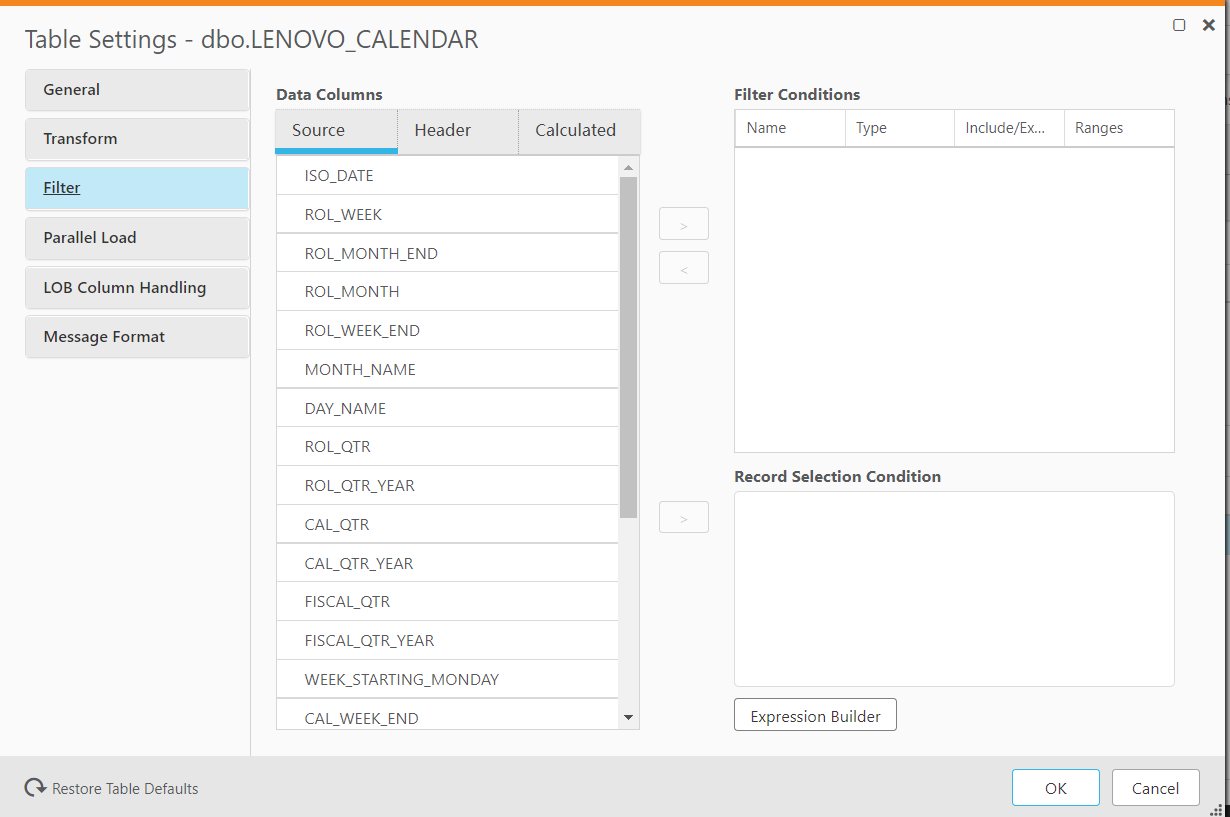 Table Settings - dbo.LENOVO_CALENDAR
General
Transform
Filter
Parallel Load
LOB Column Handling
Message Format
Data Columns
Source Header Calculated
ISO_DATE
ROL_WEEK
ROL_MONTH_END
ROL_MONTH
ROL_WEEK_END
MONTH_NAME
DAY_NAME
ROL_QTR
ROL_QTR_YEAR
CAL_QTR
CAL_QTR_YEAR
FISCAL_QTR
FISCAL_QTR_YEAR
WEEK_STARTING_MONDAY
CAL_WEEK_END
>
<
>
Filter Conditions
Name Type Include/Ex... Ranges
Record Selection Condition
Expression Builder
Restore Table Defaults
OK Cancel